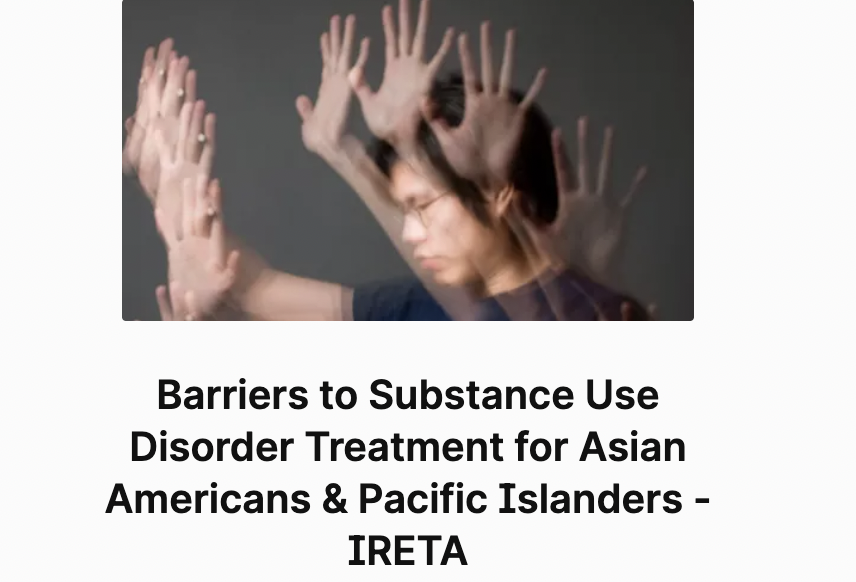 Barriers to Substance Use
Disorder Treatment for Asian
Americans & Pacific Islanders -
IRETA